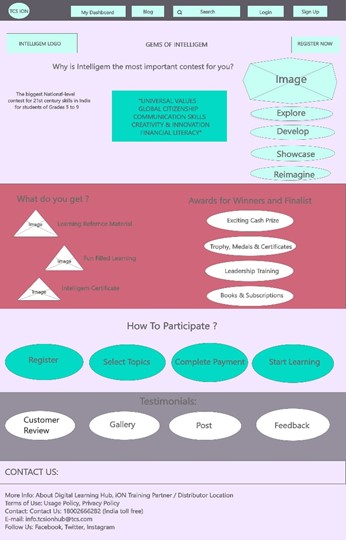 TCS iON
My Dashboard
Blog
Search
Login
Sign Up
INTELLIGEM LOGO
GEMS OF INTELLIGEM
REGISTER NOW
Why is Intelligem the most important contest for you?
The biggest National-level
contest for 21st century skills in India
for students of Grades 5 to 9
"UNIVERSAL VALUES
GLOBAL CITIZENSHIP
COMMUNICATION SKILLS
CREATIVITY & INNOVATION
FINANCIAL LITERACY"
Image
Explore
Develop
Showcase
Reimagine
What do you get ?
Image
Learning Refernce Material
Image
Fun Filled Learning
Image
Intelligem Certificate
Awards for Winners and Finalist
Exciting Cash Prize
Trophy, Medals & Certificates
Leadership Training
Books & Subscriptions
How To Participate ?
Register
Select Topics
Complete Payment
Start Learning
Testimonials:
Customer
Review
Gallery
Post
Feedback
CONTACT US:
More Info: About Digital Learning Hub, iON Training Partner / Distributor Location
Terms of Use: Usage Policy, Privacy Policy
Contact: Contact Us: 18002666282 (India toll free)
E-mail: info.tcsionhub@tcs.com
Follow Us: Facebook, Twitter, Instagram